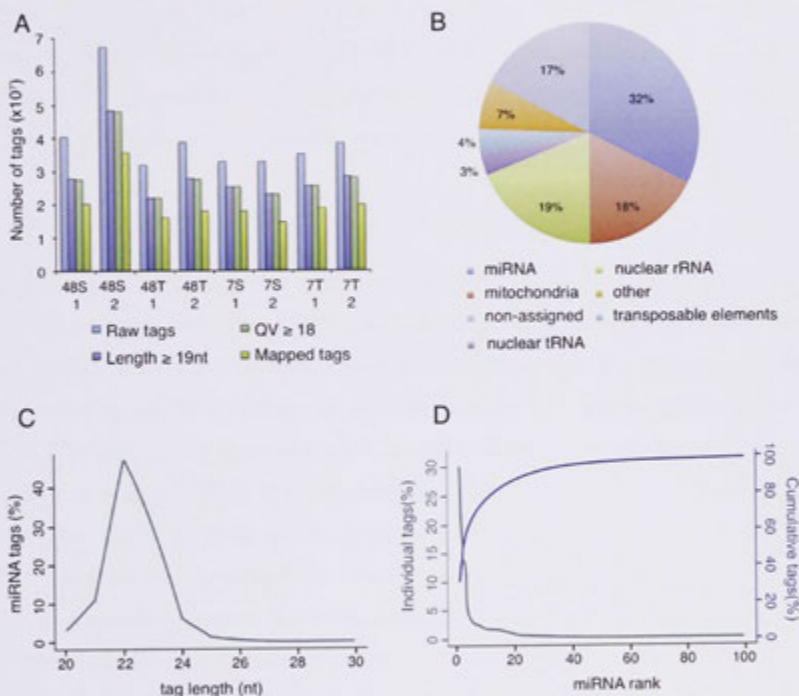 A
Number of tags (x10⁷)
7
6
5
4
3
2
1
0
48S 48S 48T 48T 7S 7S 7T 7T
1 2 1 2 1 2 1 2
Raw tags QV ≥ 18
Length ≥ 19nt Mapped tags
B
17%
32%
7%
4%
3%
19%
18%
miRNA nuclear rRNA
mitochondria other
non-assigned transposable elements
nuclear tRNA
C
miRNA tags (%)
40
30
20
10
0
20 22 24 26 28 30
tag length (nt)
D
Individual tags(%)
30
25
20
15
10
5
0
Cumulative tags(%)
100
80
60
40
20
0
0 20 40 60 80 100
miRNA rank